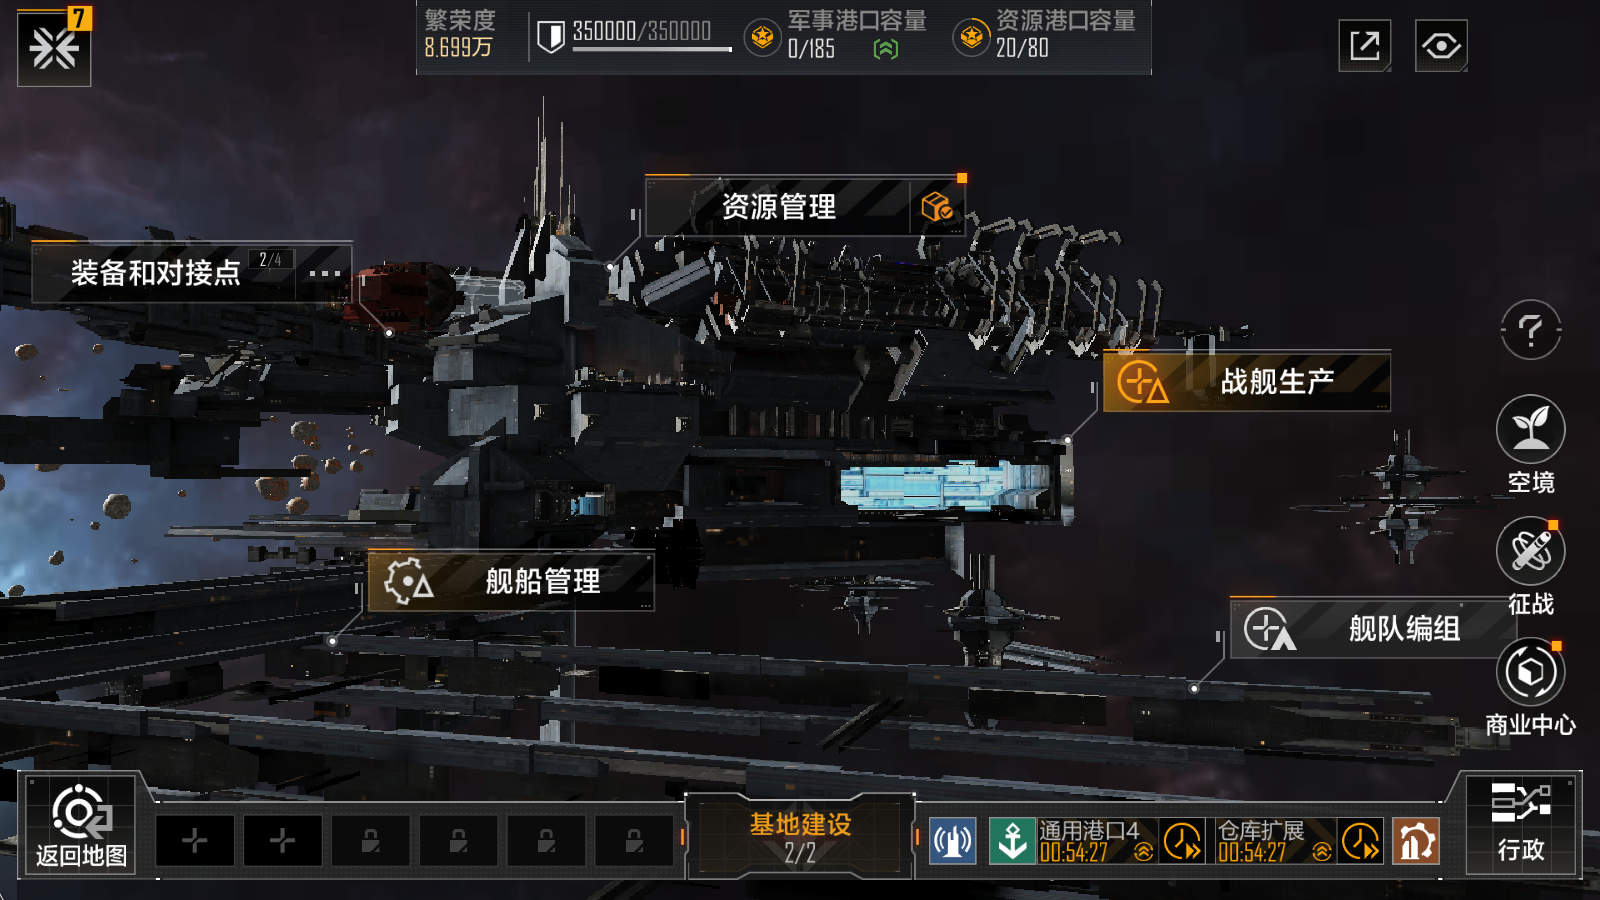 7
繁荣度
8.699万
350000/350000
军事港口容量
0/185
资源港口容量
20/80
资源管理
装备和对接点
2/4
战舰生产
空境
征战
舰船管理
舰队编组
商业中心
返回地图
基地建设
2/2
通用港口4
00:54:27
仓库扩展
00:54:27
行政